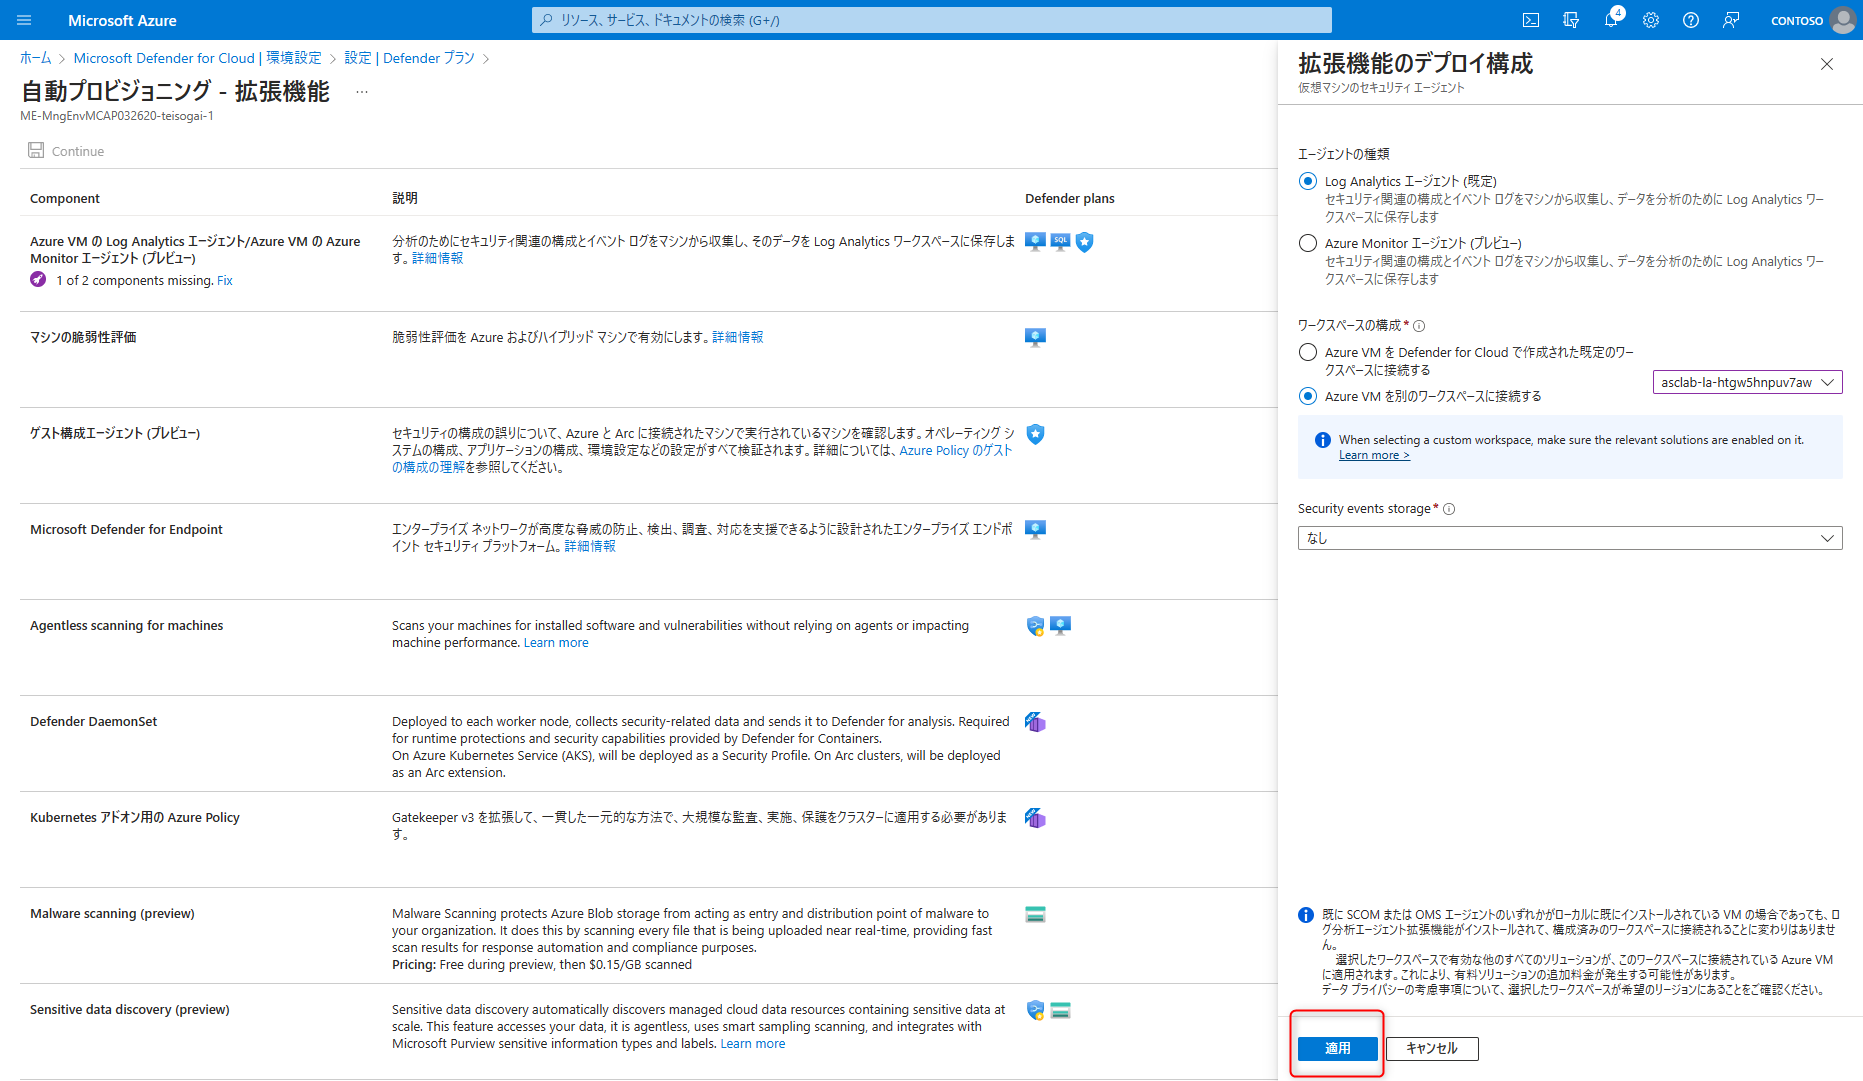 Microsoft Azure
リソース、サービス、ドキュメントの検索 (G+/)
4
CONTOSO
ホーム > Microsoft Defender for Cloud | 環境設定 > 設定 | Defender プラン >
自動プロビジョニング - 拡張機能 ...
ME-MngEnvMCAP032620-teisogai-1
Continue
Component 説明 Defender plans
Azure VM の Log Analytics エージェント/Azure VM の Azure
Monitor エージェント (プレビュー)
1 of 2 components missing. Fix
分析のためにセキュリティ関連の構成とイベント ログをマシンから収集し、そのデータを Log Analytics ワークスペースに保存しま
す。詳細情報
SQL
マシンの脆弱性評価
脆弱性評価を Azure およびハイブリッド マシンで有効にします。詳細情報
ゲスト構成エージェント (プレビュー)
セキュリティの構成の誤りについて、Azure と Arc に接続されたマシンで実行されているマシンを確認します。オペレーティング シ
ステムの構成、アプリケーションの構成、環境設定などの設定がすべて検証されます。詳細については、Azure Policy のゲスト
の構成の理解を参照してください。
Microsoft Defender for Endpoint
エンタープライズ ネットワークが高度な脅威の防止、検出、調査、対応を支援できるように設計されたエンタープライズ エンドポ
イント セキュリティ プラットフォーム。詳細情報
Agentless scanning for machines
Scans your machines for installed software and vulnerabilities without relying on agents or impacting
machine performance. Learn more
Defender DaemonSet
Deployed to each worker node, collects security-related data and sends it to Defender for analysis. Required
for runtime protections and security capabilities provided by Defender for Containers.
On Azure Kubernetes Service (AKS), will be deployed as a Security Profile. On Arc clusters, will be deployed
as an Arc extension.
Kubernetes アドオン用の Azure Policy
Gatekeeper v3 を拡張して、一貫した一元的な方法で、大規模な監査、実施、保護をクラスターに適用する必要がありま
す。
Malware scanning (preview)
Malware Scanning protects Azure Blob storage from acting as entry and distribution point of malware to
your organization. It does this by scanning every file that is being uploaded near real-time, providing fast
scan results for response automation and compliance purposes.
Pricing: Free during preview, then $0.15/GB scanned
Sensitive data discovery (preview)
Sensitive data discovery automatically discovers managed cloud data resources containing sensitive data at
scale. This feature accesses your data, it is agentless, uses smart sampling scanning, and integrates with
Microsoft Purview sensitive information types and labels. Learn more
拡張機能のデプロイ構成
仮想マシンのセキュリティ エージェント
エージェントの種類
Log Analytics エージェント (既定)
セキュリティ関連の構成とイベント ログをマシンから収集し、データを分析のために Log Analytics ワー
クスペースに保存します
Azure Monitor エージェント (プレビュー)
セキュリティ関連の構成とイベント ログをマシンから収集し、データを分析のために Log Analytics ワー
クスペースに保存します
ワークスペースの構成*
Azure VM を Defender for Cloud で作成された既定のワー
クスペースに接続する
Azure VM を別のワークスペースに接続する
asclab-la-htgw5hnpuv7aw
When selecting a custom workspace, make sure the relevant solutions are enabled on it.
Learn more >
Security events storage*
なし
既に SCOM または OMS エージェントのいずれかがローカルに既にインストールされている VM の場合であっても、ロ
グ分析エージェント拡張機能がインストールされて、構成済みのワークスペースに接続されることに変わりはありませ
ん。
選択したワークスペースで有効な他のすべてのソリューションが、このワークスペースに接続されている Azure VM
に適用されます。これにより、有料ソリューションの追加料金が発生する可能性があります。
データ プライバシーの考慮事項について、選択したワークスペースが希望のリージョンにあることをご確認ください。
適用
キャンセル